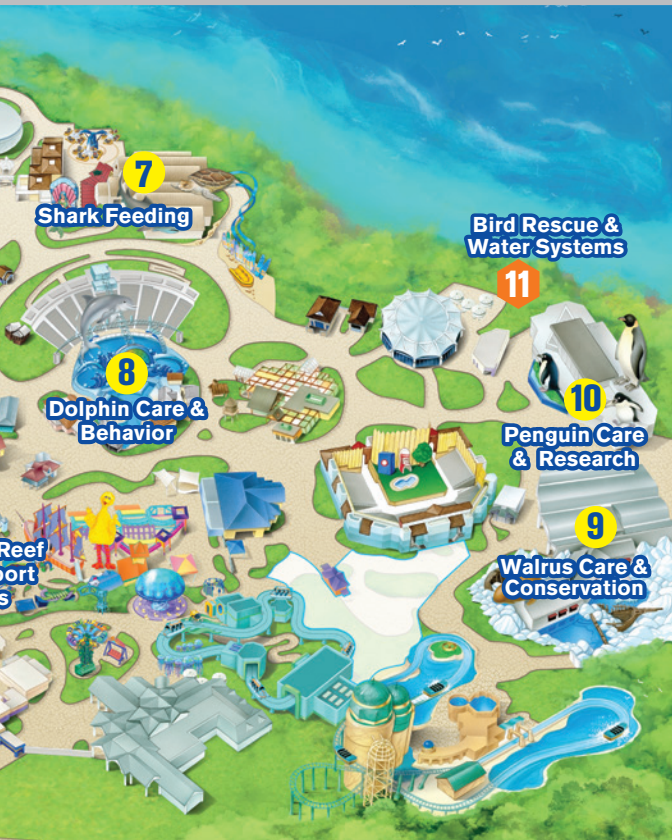 7
Shark Feeding
Bird Rescue &
Water Systems
11
8
Dolphin Care &
Behavior
10
Penguin Care
& Research
9
Walrus Care &
Conservation
Reef
port
s